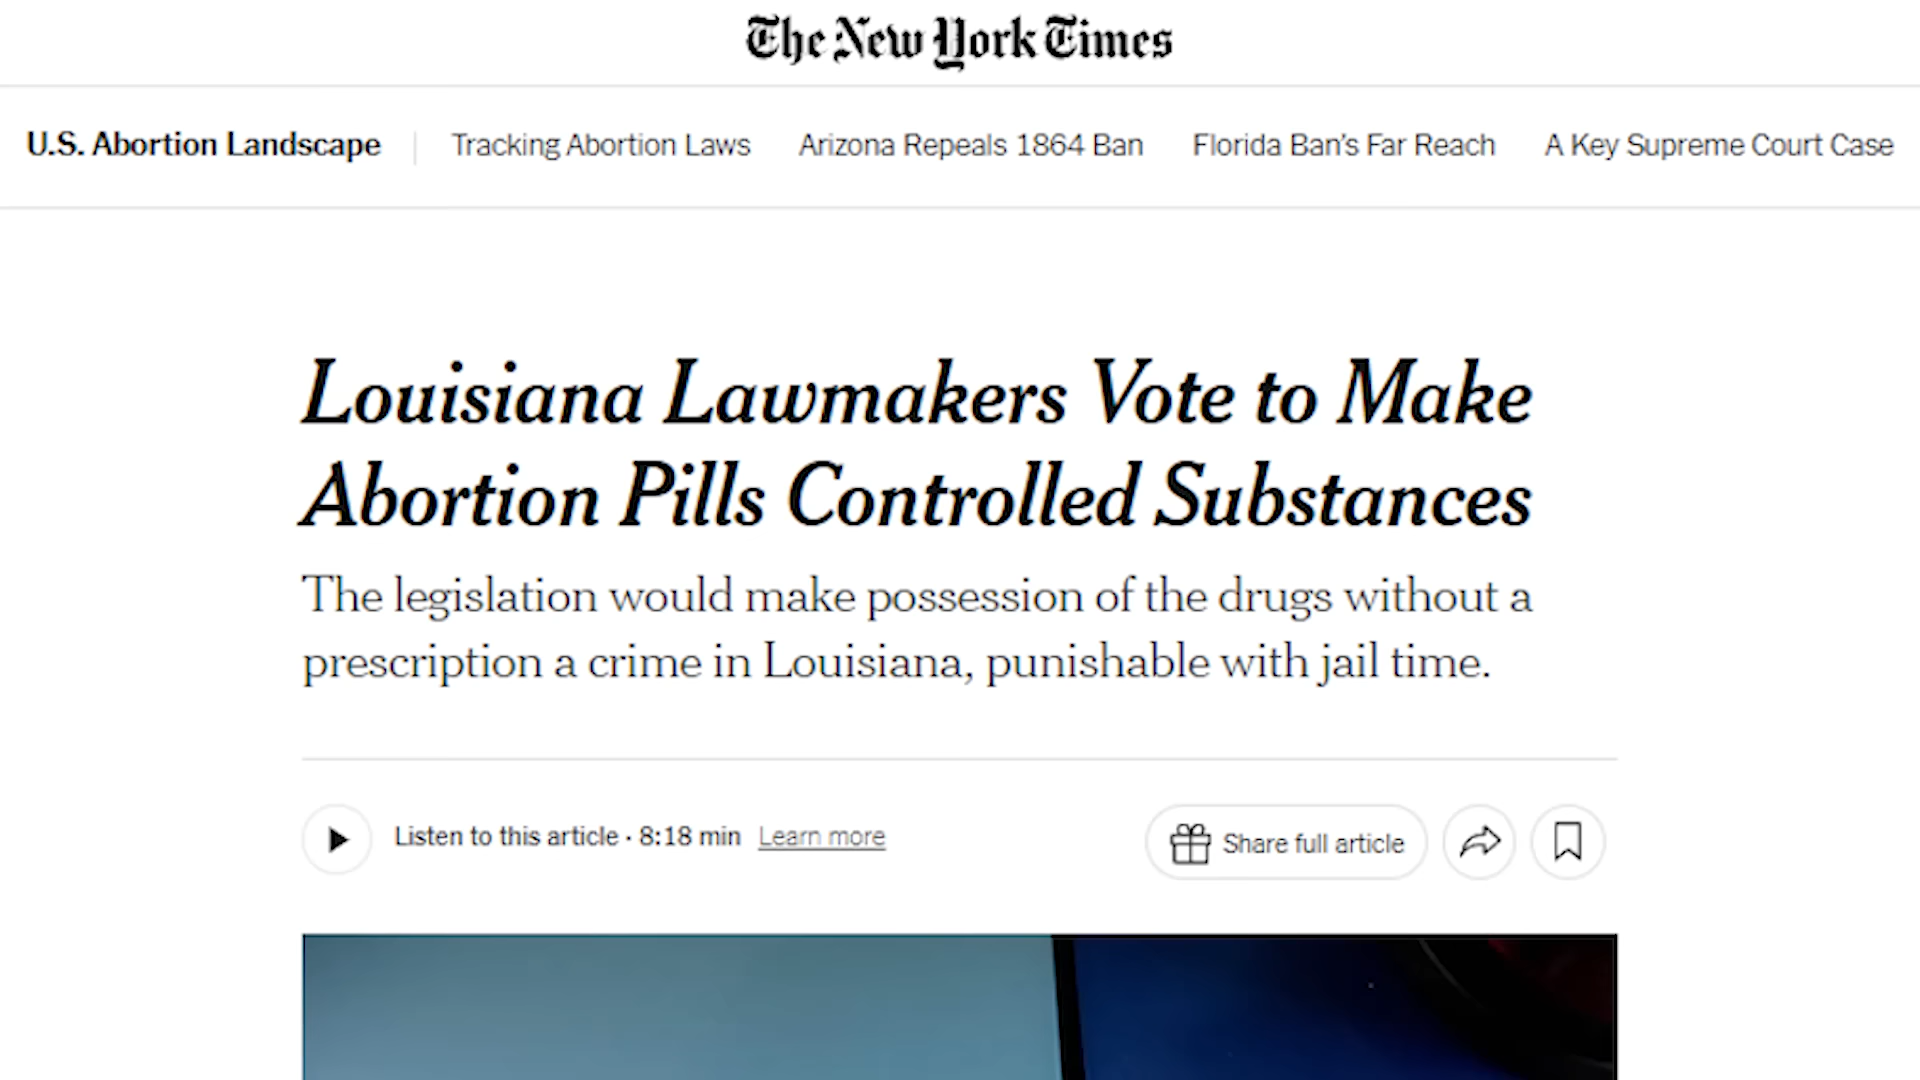 The New York Times
U.S. Abortion Landscape Tracking Abortion Laws Arizona Repeals 1864 Ban Florida Ban's Far Reach A Key Supreme Court Case
Louisiana Lawmakers Vote to Make
Abortion Pills Controlled Substances
The legislation would make possession of the drugs without a
prescription a crime in Louisiana, punishable with jail time.
Listen to this article · 8:18 min Learn more Share full article